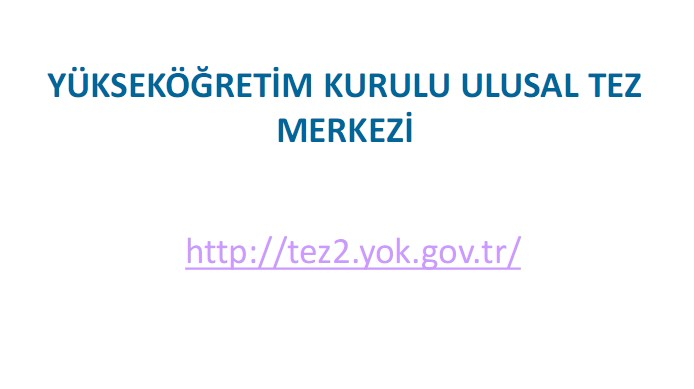 YÜKSEKÖĞRETİM KURULU ULUSAL TEZ
MERKEZİ
http://tez2.yok.gov.tr/